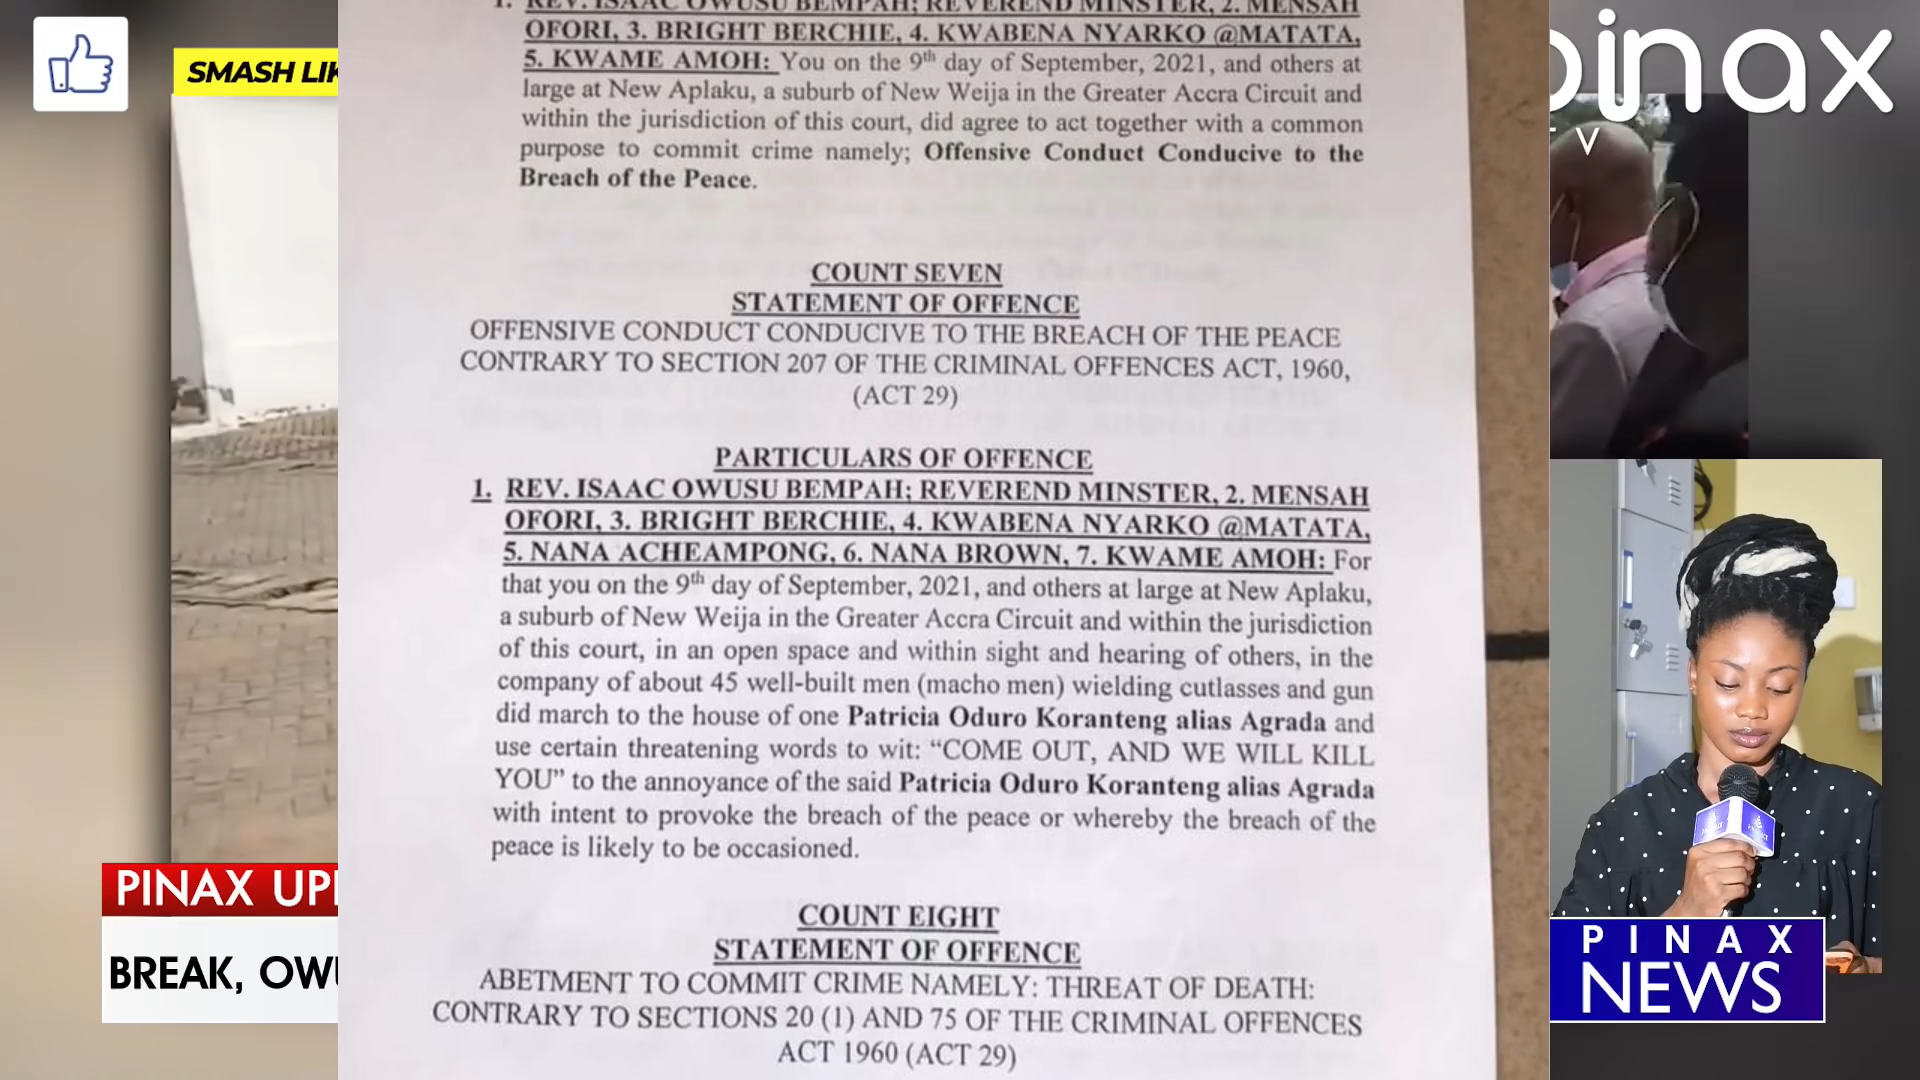 SMASH LIK
1. REV. ISAAC OWUSU BEMPAH; REVEREND MINSTER, 2. MENSAH
OFORI, 3. BRIGHT BERCHIE, 4. KWABENA NYARKO @MATATA,
5. KWAME AMOH: You on the 9th day of September, 2021, and others at
large at New Aplaku, a suburb of New Weija in the Greater Accra Circuit and
within the jurisdiction of this court, did agree to act together with a common
purpose to commit crime namely; Offensive Conduct Conducive to the
Breach of the Peace.
COUNT SEVEN
STATEMENT OF OFFENCE
OFFENSIVE CONDUCT CONDUCIVE TO THE BREACH OF THE PEACE
CONTRARY TO SECTION 207 OF THE CRIMINAL OFFENCES ACT, 1960,
(ACT 29)
PARTICULARS OF OFFENCE
1. REV. ISAAC OWUSU BEMPAH; REVEREND MINSTER, 2. MENSAH
OFORI, 3. BRIGHT BERCHIE, 4. KWABENA NYARKO @MATATA,
5. NANA ACHEAMPONG, 6. NANA BROWN, 7. KWAME AMOH: For
that you on the 9th day of September, 2021, and others at large at New Aplaku,
a suburb of New Weija in the Greater Accra Circuit and within the jurisdiction
of this court, in an open space and within sight and hearing of others, in the
company of about 45 well-built men (macho men) wielding cutlasses and gun
did march to the house of one Patricia Oduro Koranteng alias Agrada and
use certain threatening words to wit: “COME OUT, AND WE WILL KILL
YOU” to the annoyance of the said Patricia Oduro Koranteng alias Agrada
with intent to provoke the breach of the peace or whereby the breach of the
peace is likely to be occasioned.
COUNT EIGHT
STATEMENT OF OFFENCE
ABETMENT TO COMMIT CRIME NAMELY: THREAT OF DEATH:
CONTRARY TO SECTIONS 20 (1) AND 75 OF THE CRIMINAL OFFENCES
ACT 1960 (ACT 29)
pinax
V
PINAX UP
BREAK, OWU
PINAX
NEWS